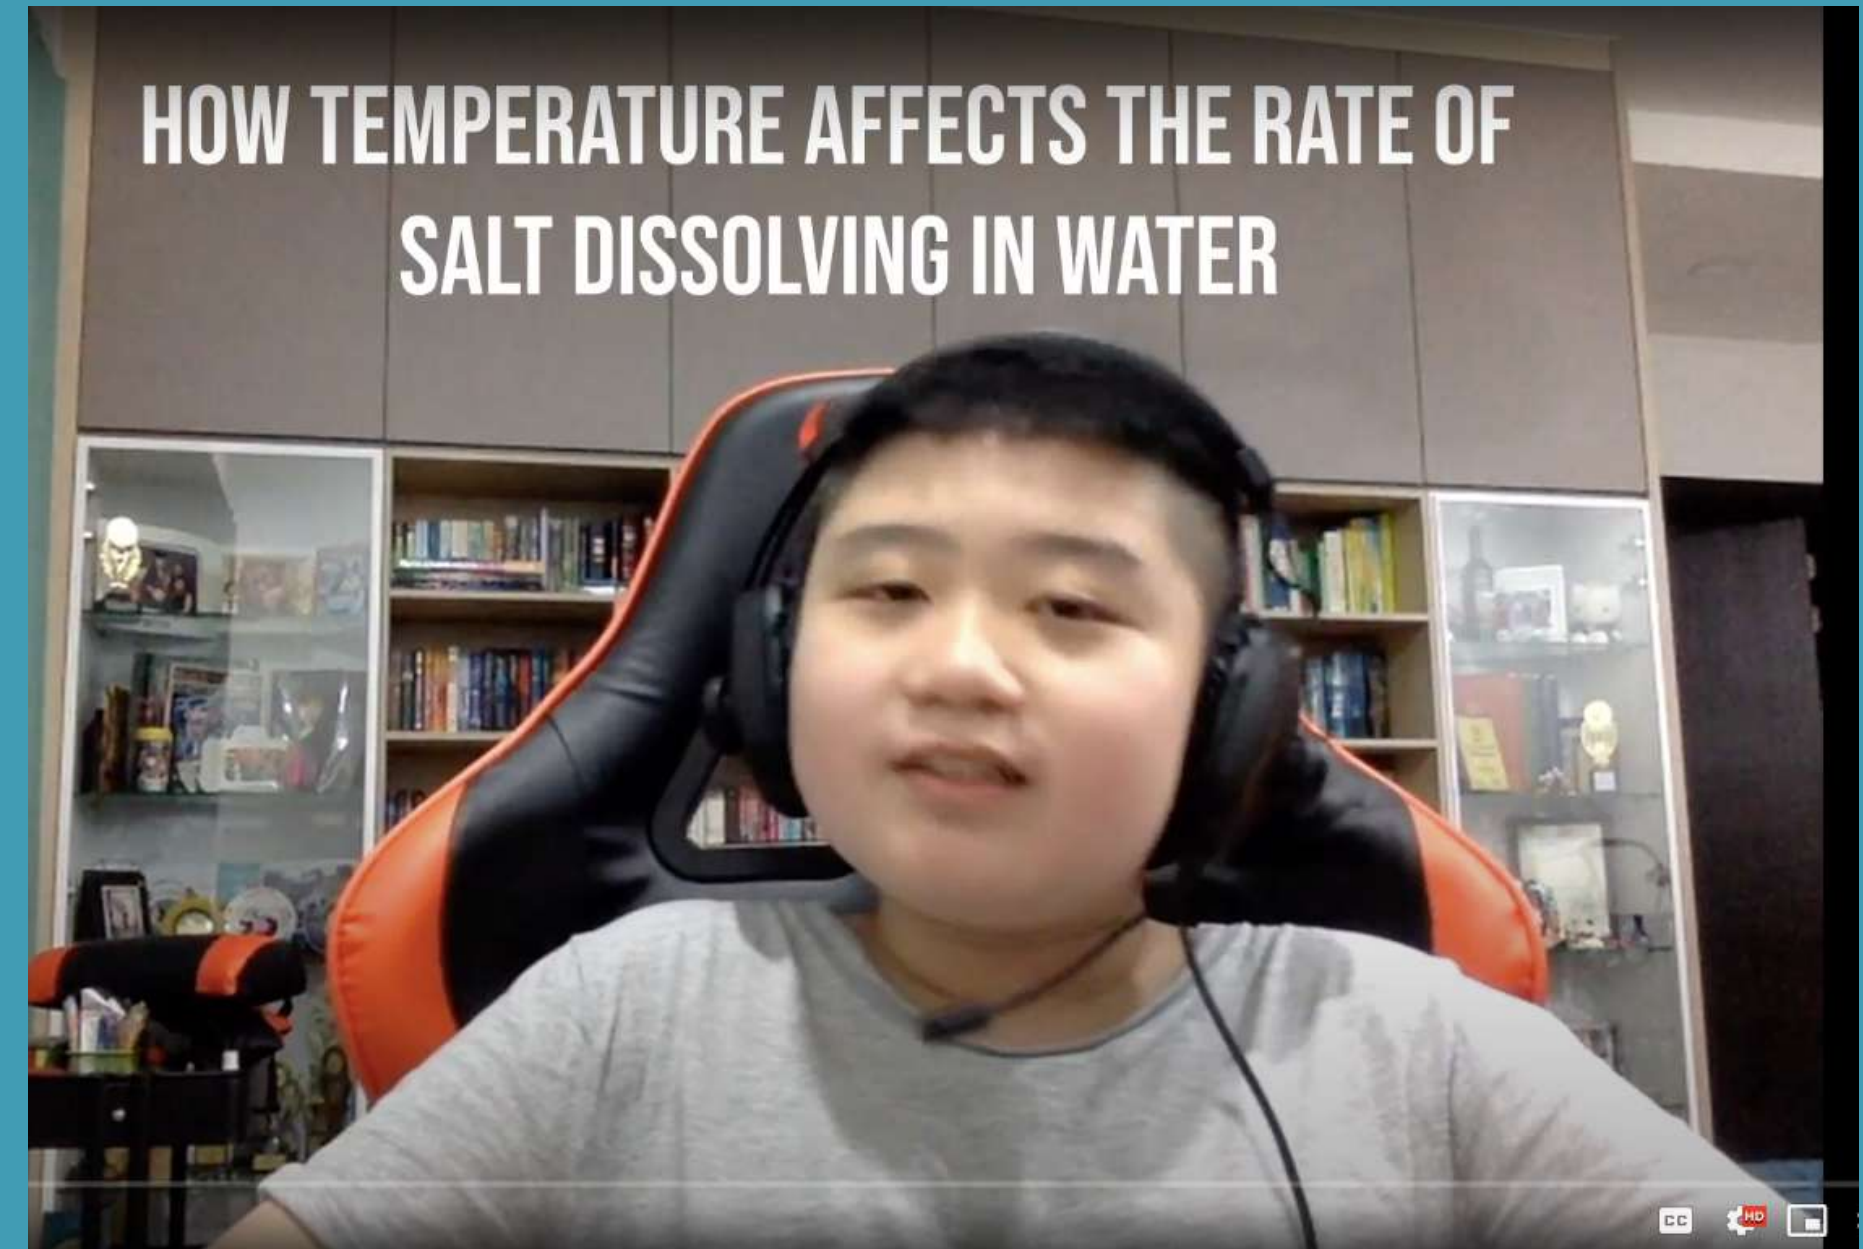 HOW TEMPERATURE AFFECTS THE RATE OF
SALT DISSOLVING IN WATER
CC
HD